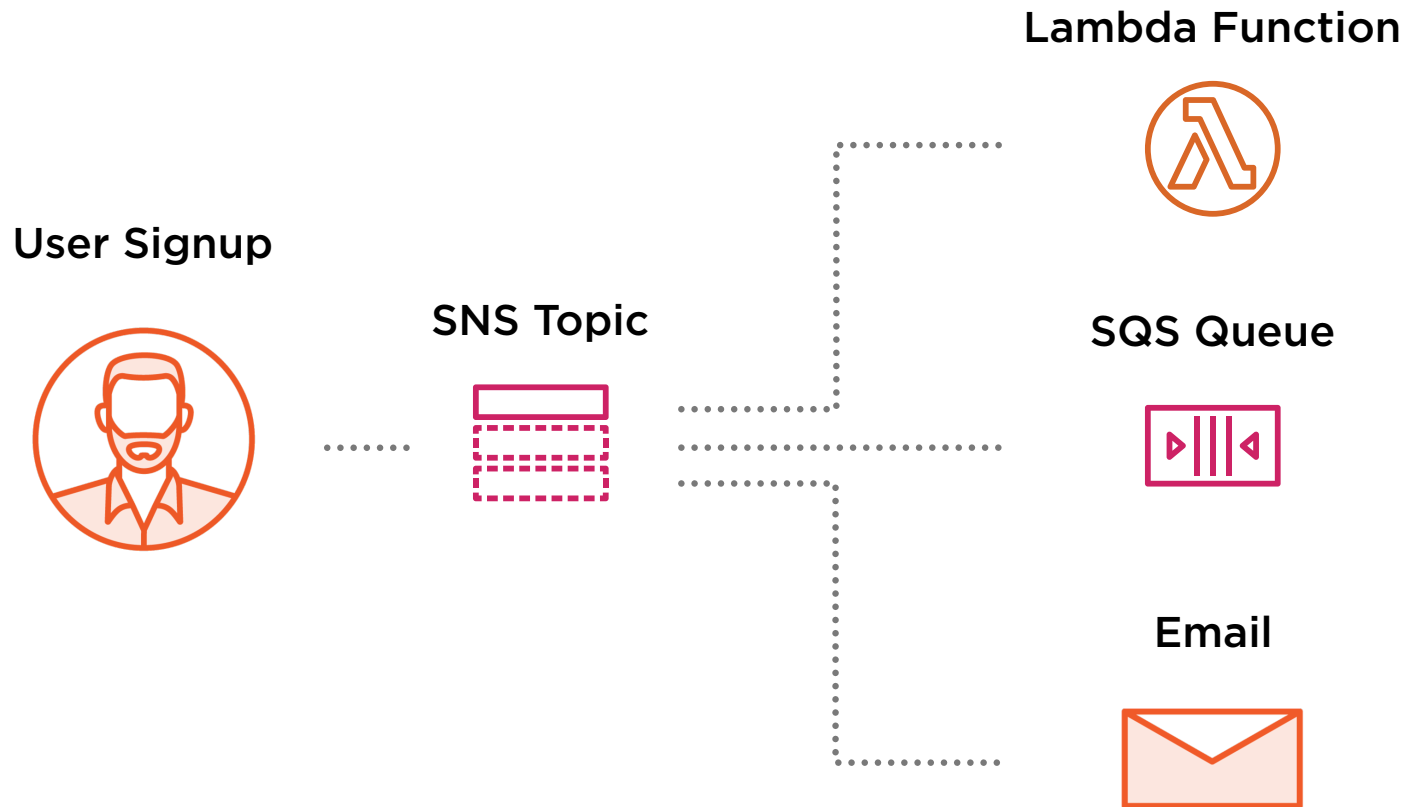 Lambda Function
User Signup
SNS Topic
SQS Queue
Email